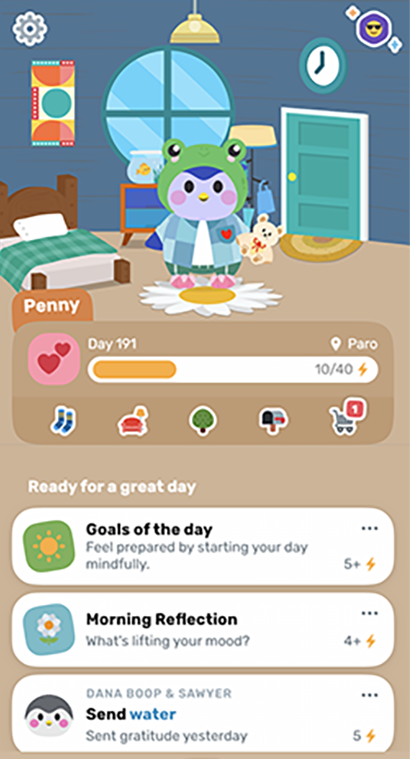 Penny
Day 191
Paro
10/40
1
Ready for a great day
Goals of the day
Feel prepared by starting your day
mindfully.
5+
Morning Reflection
What's lifting your mood?
4+
DANA BOOP & SAWYER
Send water
Sent gratitude yesterday
5